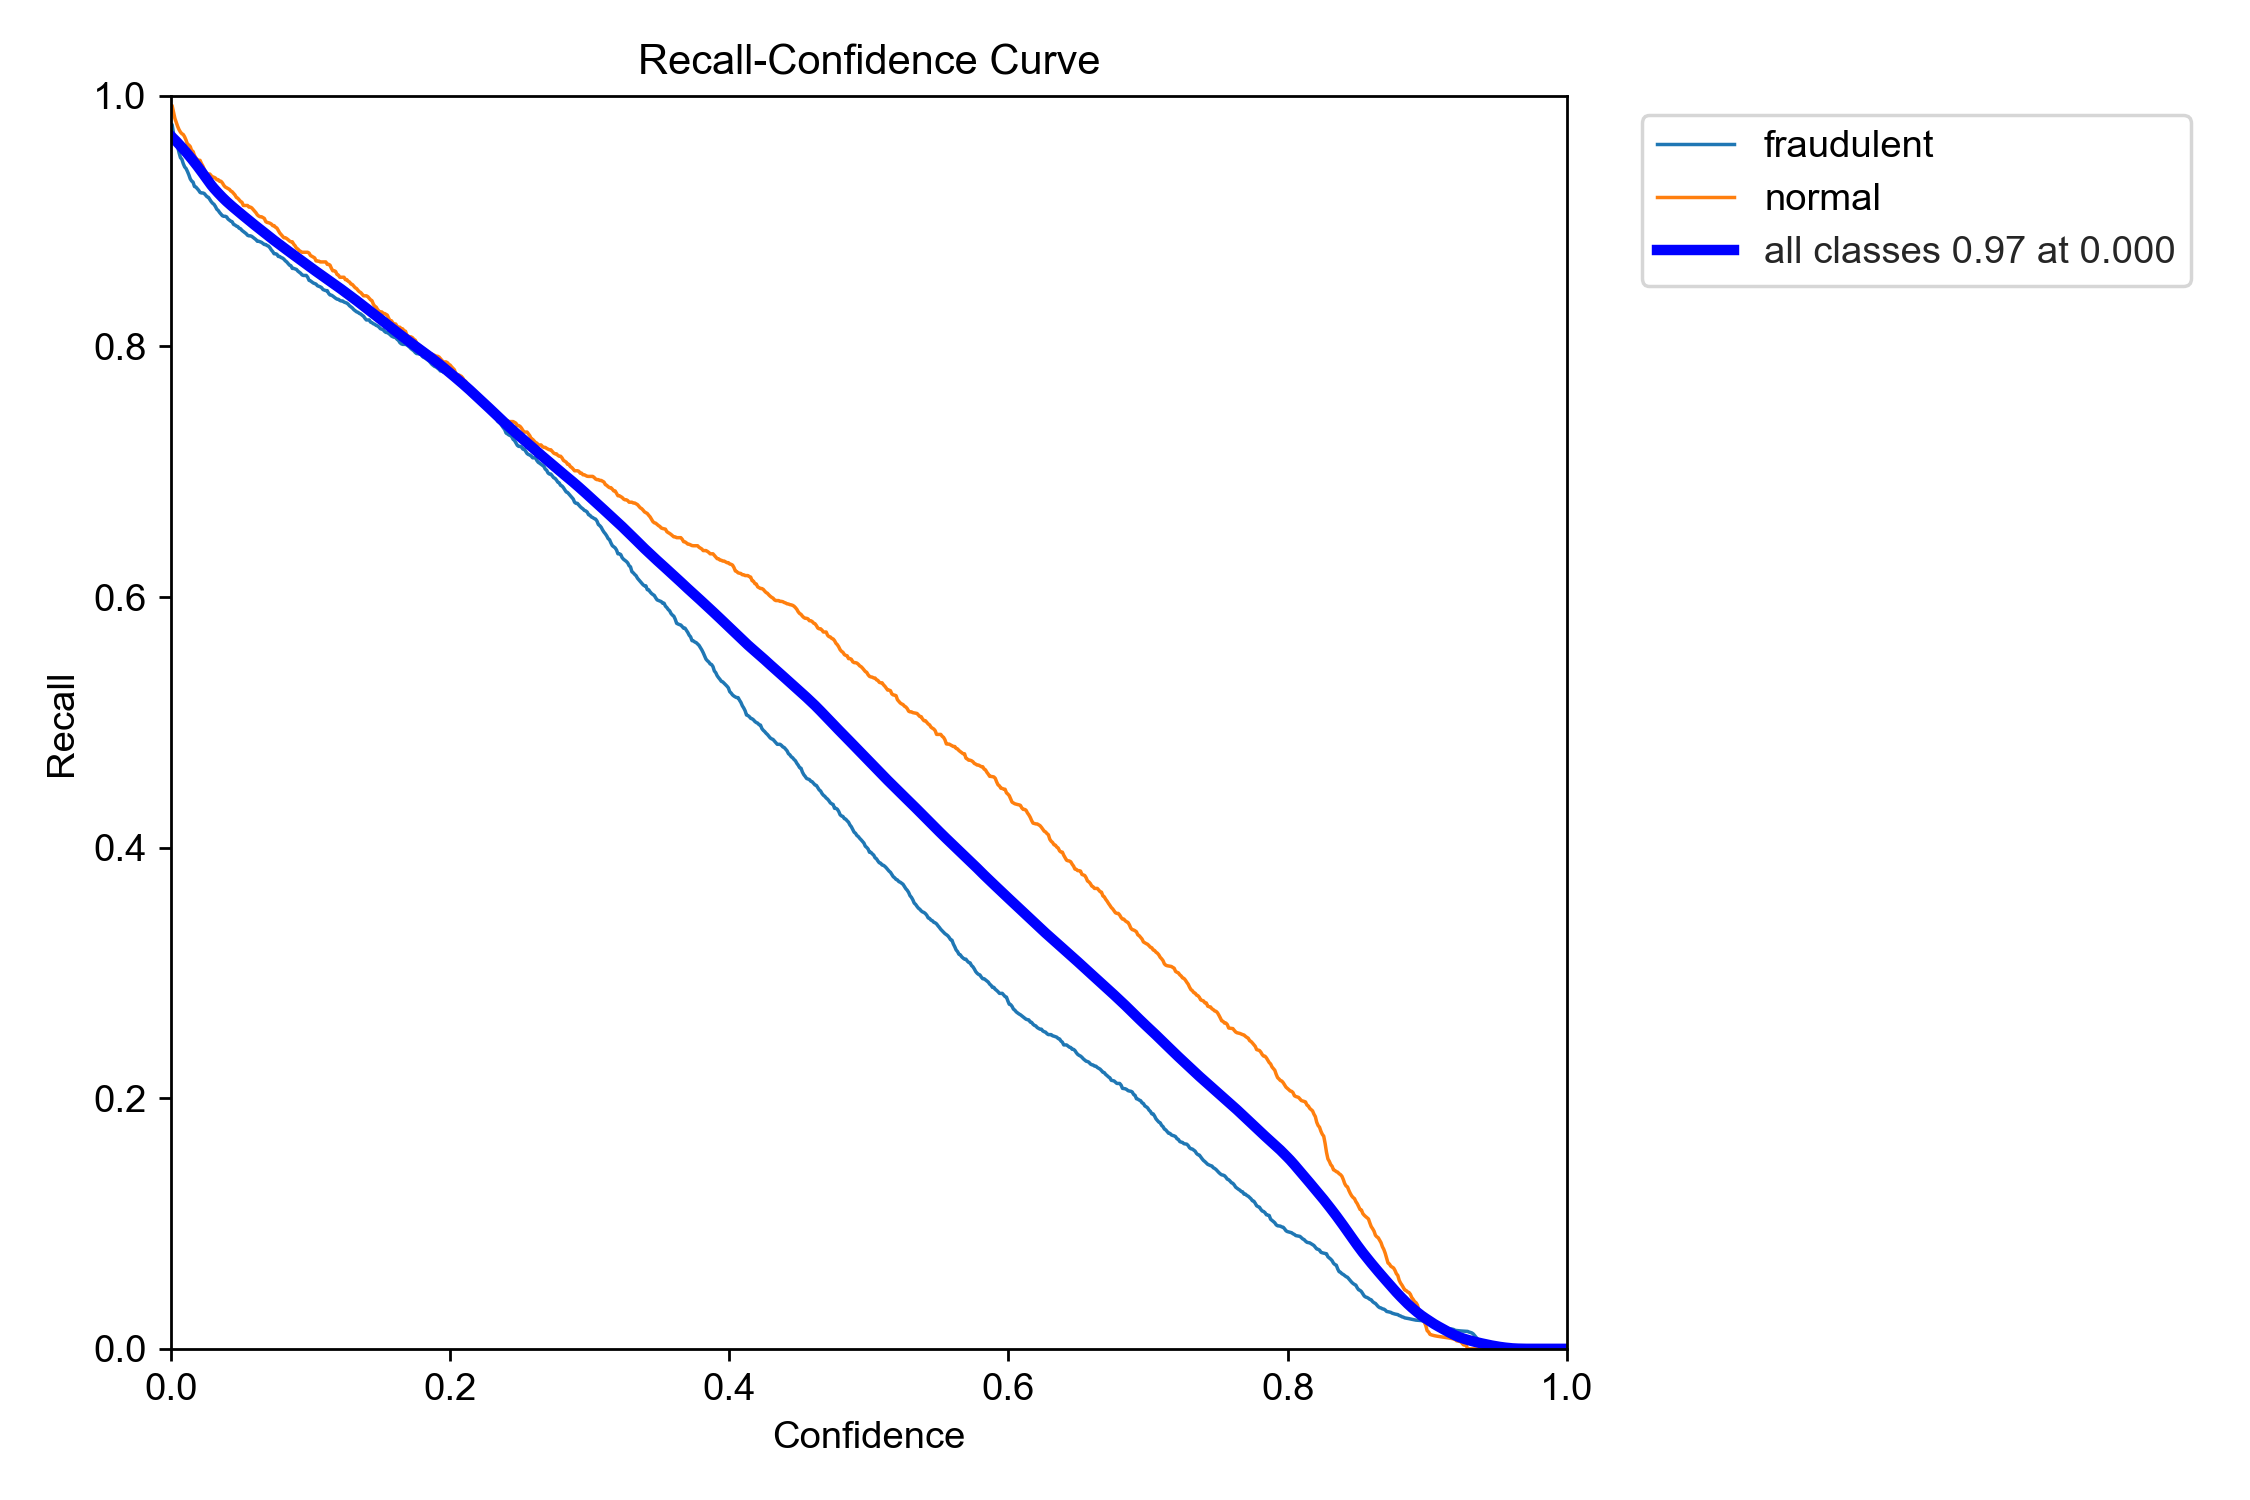 Recall-Confidence Curve
1.0
0.8
0.6
0.4
0.2
0.0
Recall
0.0 0.2 0.4 0.6 0.8 1.0
Confidence
fraudulent
normal
all classes 0.97 at 0.000